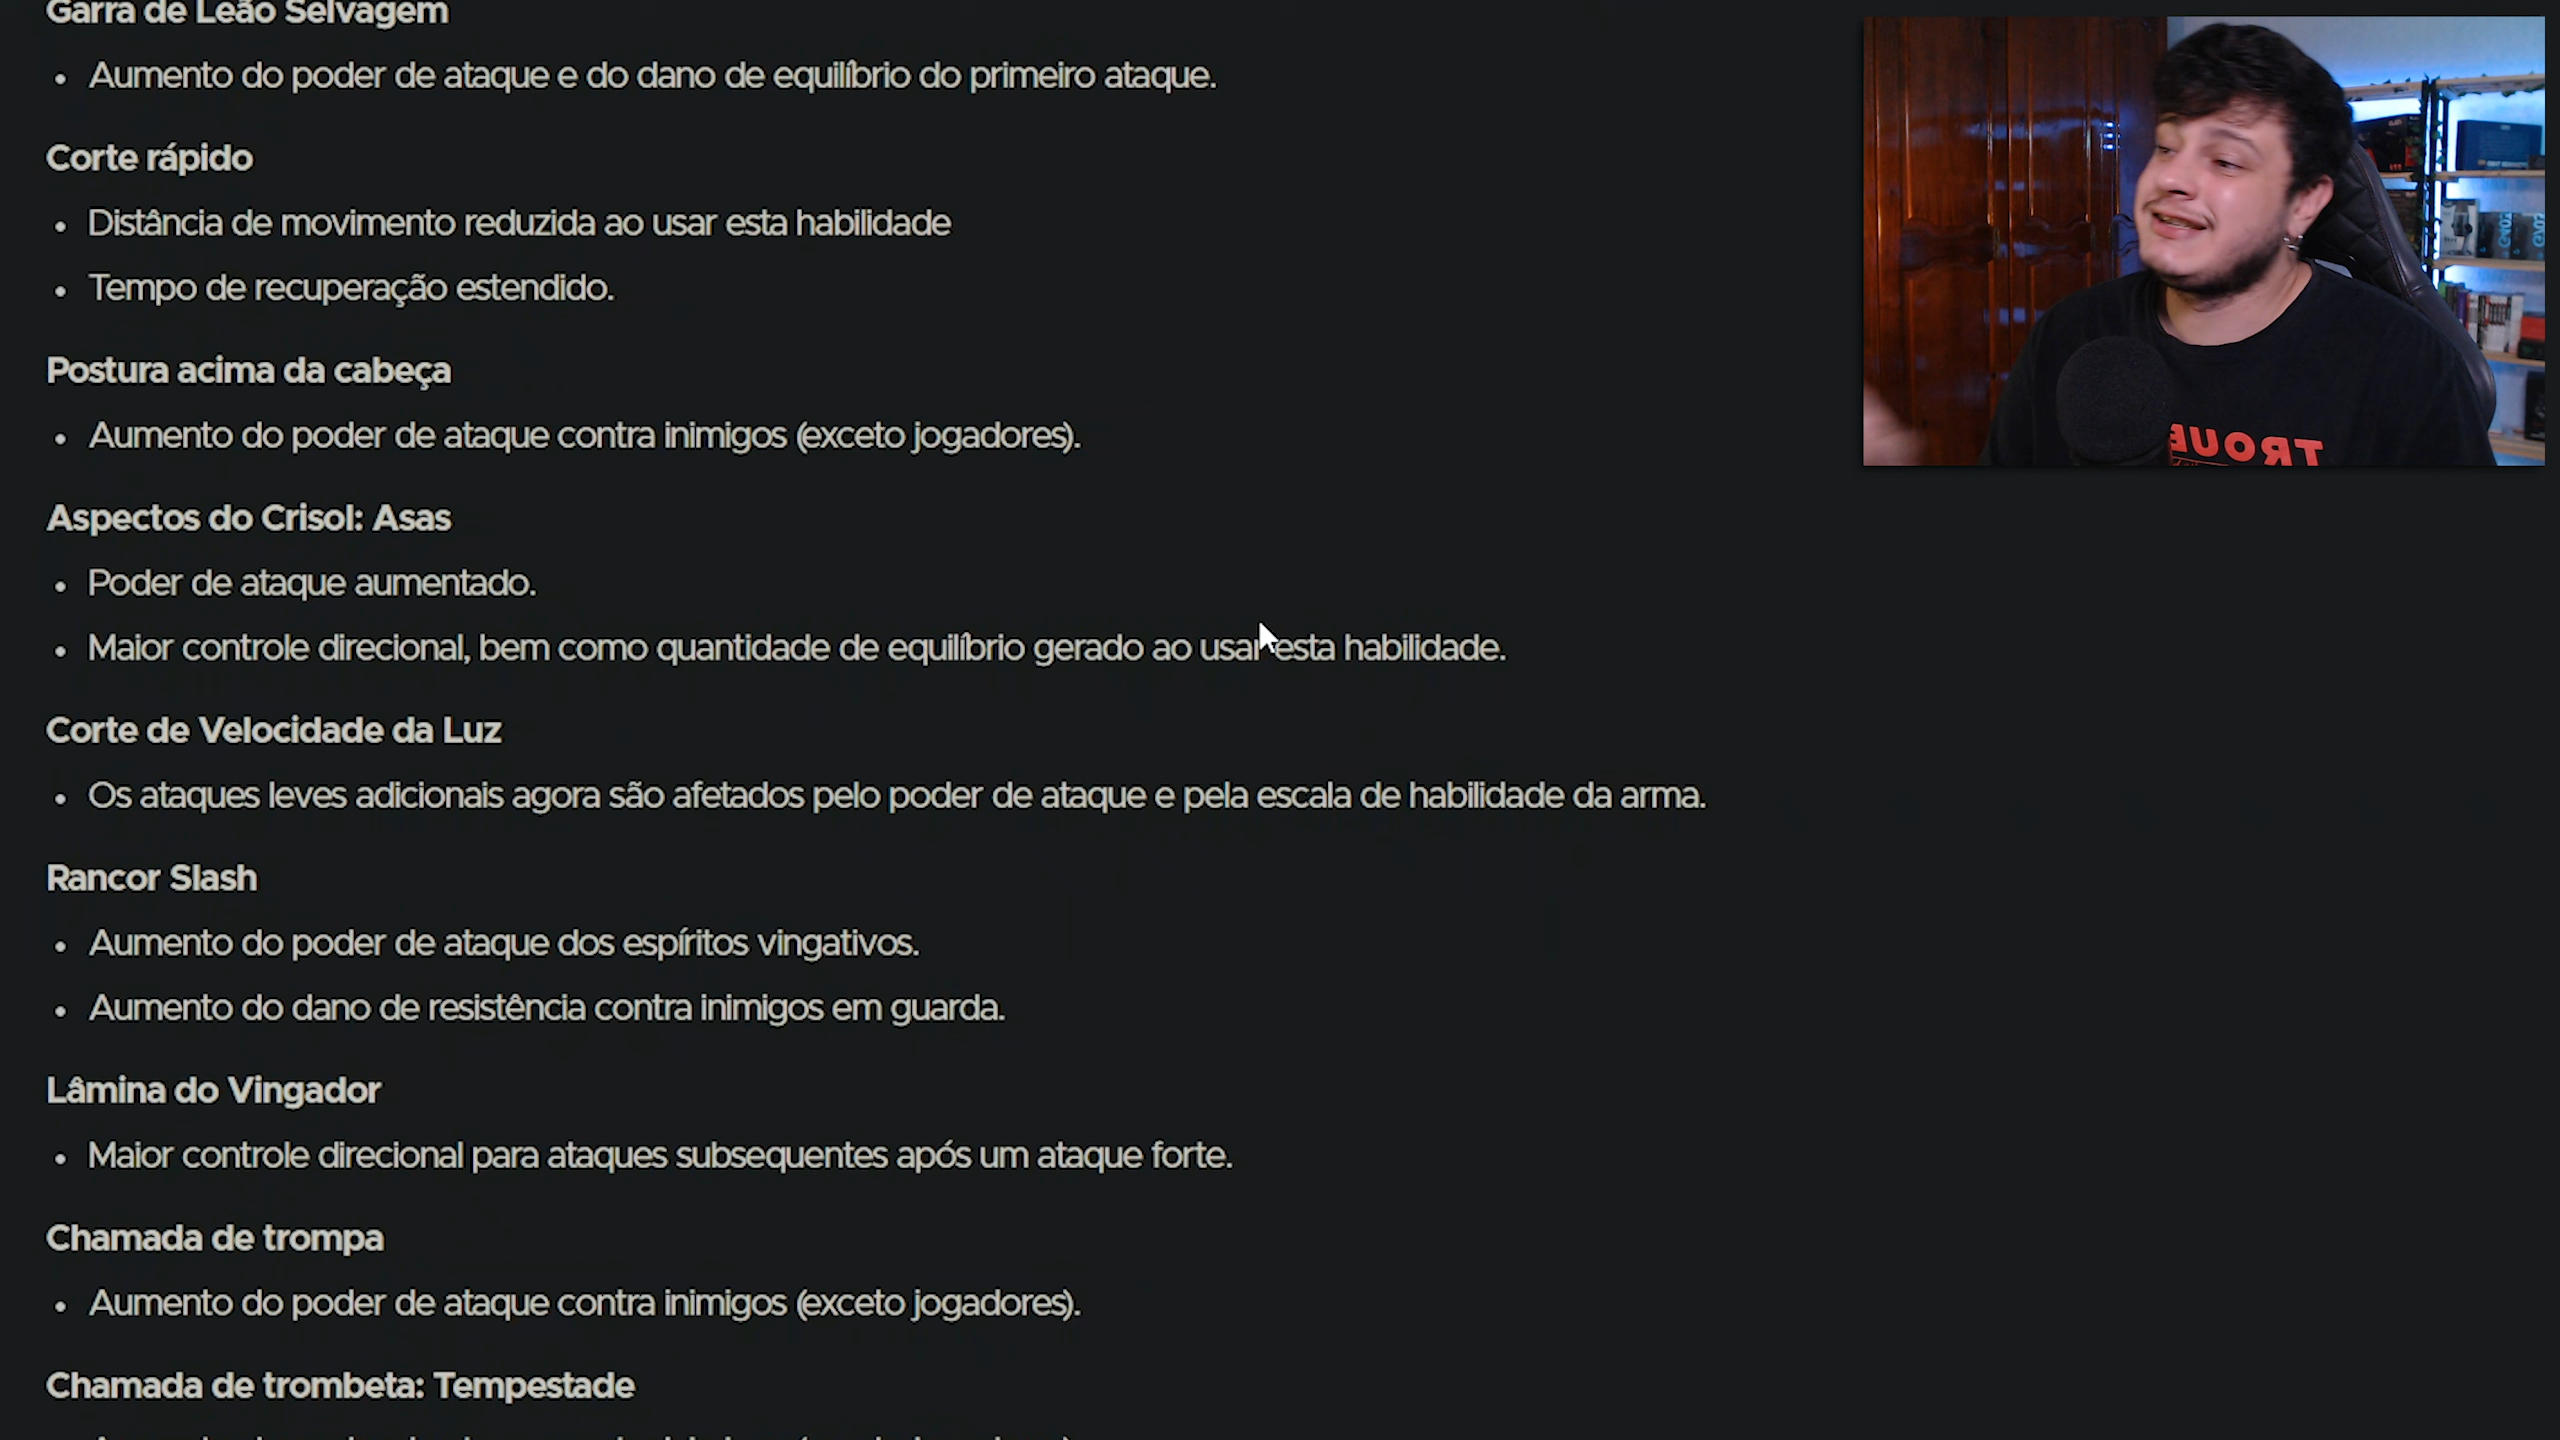 Garra de Leão Selvagem
• Aumento do poder de ataque e do dano de equilíbrio do primeiro ataque.
Corte rápido
• Distância de movimento reduzida ao usar esta habilidade
• Tempo de recuperação estendido.
Postura acima da cabeça
• Aumento do poder de ataque contra inimigos (exceto jogadores).
Aspectos do Crisol: Asas
• Poder de ataque aumentado.
• Maior controle direcional, bem como quantidade de equilíbrio gerado ao usar esta habilidade.
Corte de Velocidade da Luz
• Os ataques leves adicionais agora são afetados pelo poder de ataque e pela escala de habilidade da arma.
Rancor Slash
• Aumento do poder de ataque dos espíritos vingativos.
• Aumento do dano de resistência contra inimigos em guarda.
Lâmina do Vingador
• Maior controle direcional para ataques subsequentes após um ataque forte.
Chamada de trompa
• Aumento do poder de ataque contra inimigos (exceto jogadores).
Chamada de trombeta: Tempestade
TROUE